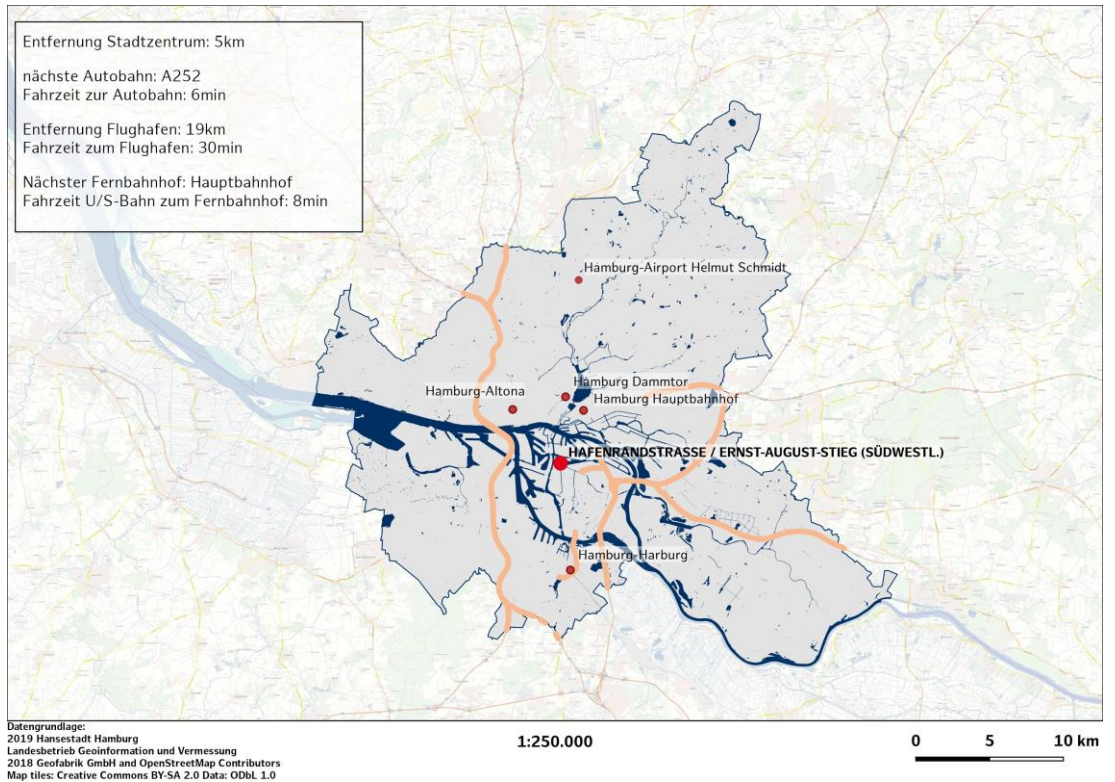 Entfernung Stadtzentrum: 5km
nächste Autobahn: A252
Fahrzeit zur Autobahn: 6min
Entfernung Flughafen: 19km
Fahrzeit zum Flughafen: 30min
Nächster Fernbahnhof: Hauptbahnhof
Fahrzeit U/S-Bahn zum Fernbahnhof: 8min
Hamburg-Airport Helmut Schmidt
Hamburg Dammtor
Hamburg-Altona
Hamburg Hauptbahnhof
HAFENRANDSTRASSE / ERNST-AUGUST-STIEG (SÜDWESTL.)
Hamburg-Harburg
Datengrundlage:
2019 Hansestadt Hamburg
Landesbetrieb Geoinformation und Vermessung
2018 Geofabrik GmbH and OpenStreetMap Contributors
Map tiles: Creative Commons BY-SA 2.0 Data: ODbL 1.0
1:250.000
0 5 10 km